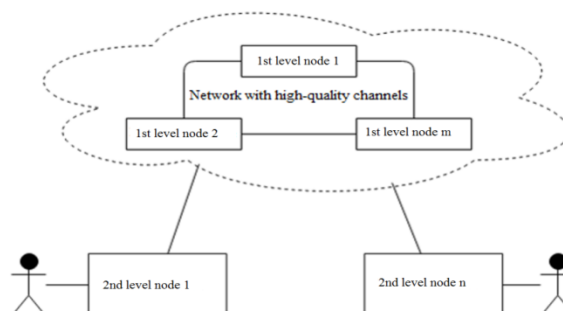 1st level node 1
Network with high-quality channels
1st level node 2
1st level node m
2nd level node 1
2nd level node n